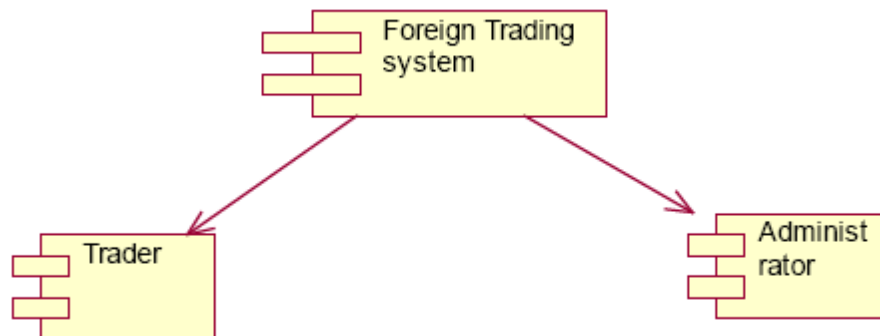 Foreign Trading
system
Trader
Administ
rator